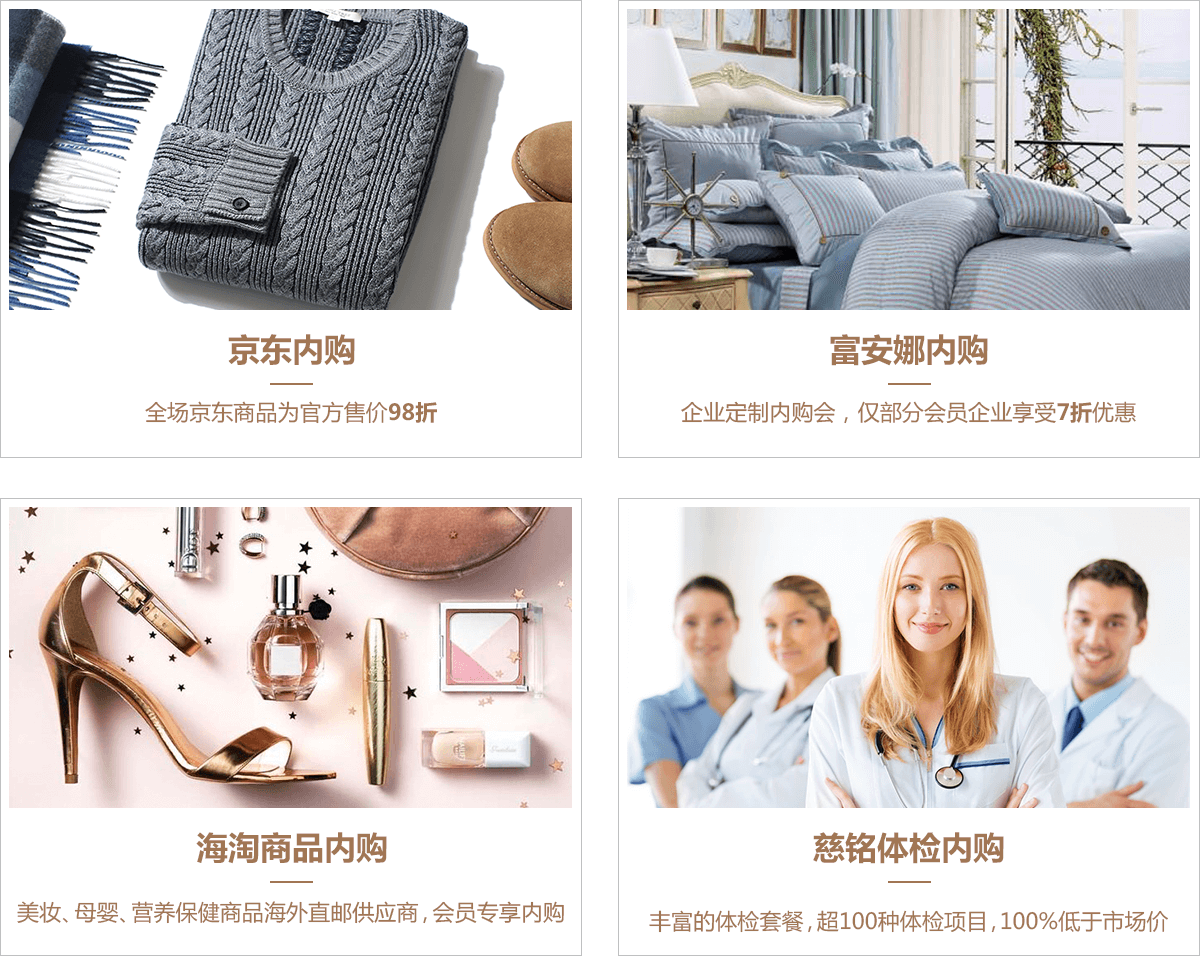 京东内购
全场京东商品为官方售价98折
富安娜内购
企业定制内购会，仅部分会员企业享受7折优惠
海淘商品内购
美妆、母婴、营养保健商品海外直邮供应商，会员专享内购
慈铭体检内购
丰富的体检套餐，超100种体检项目，100%低于市场价